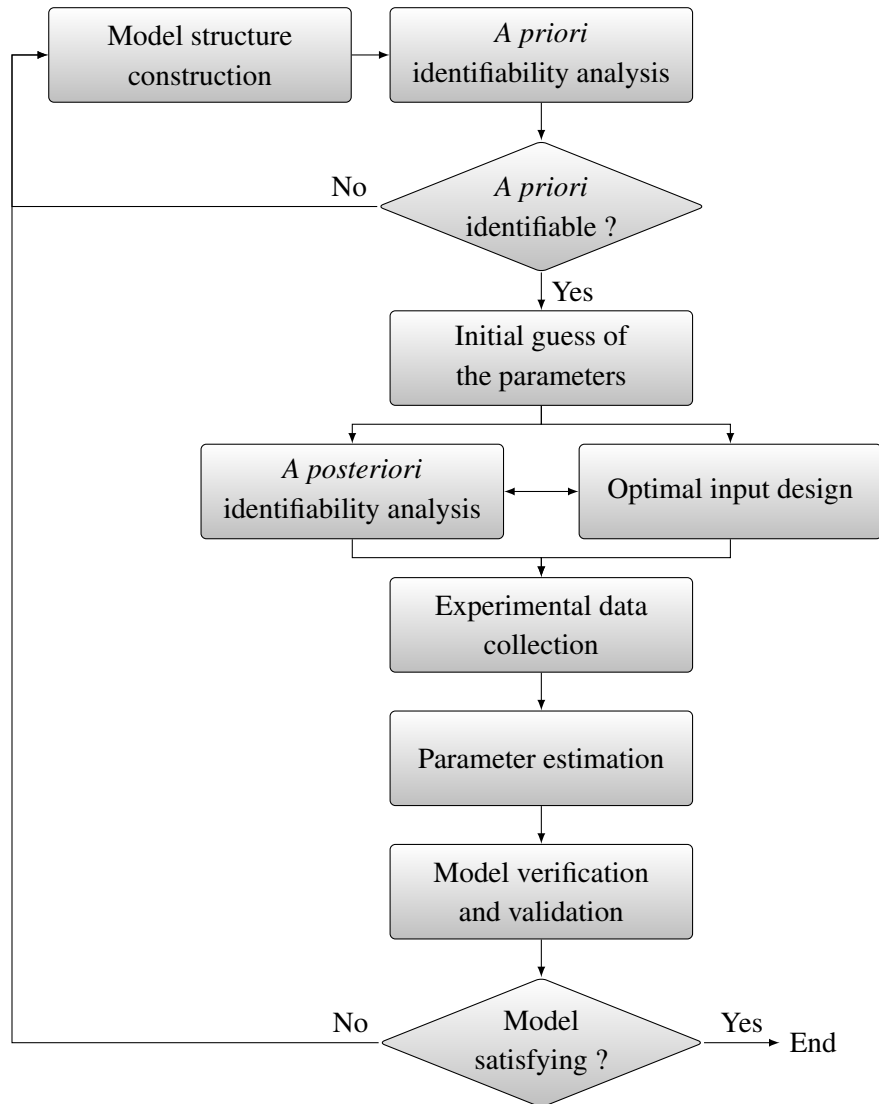 Model structure
construction
A priori
identifiability analysis
No
A priori
identifiable ?
Yes
Initial guess of
the parameters
A posteriori
identifiability analysis
Optimal input design
Experimental data
collection
Parameter estimation
Model verification
and validation
No
Model
satisfying ?
Yes
End